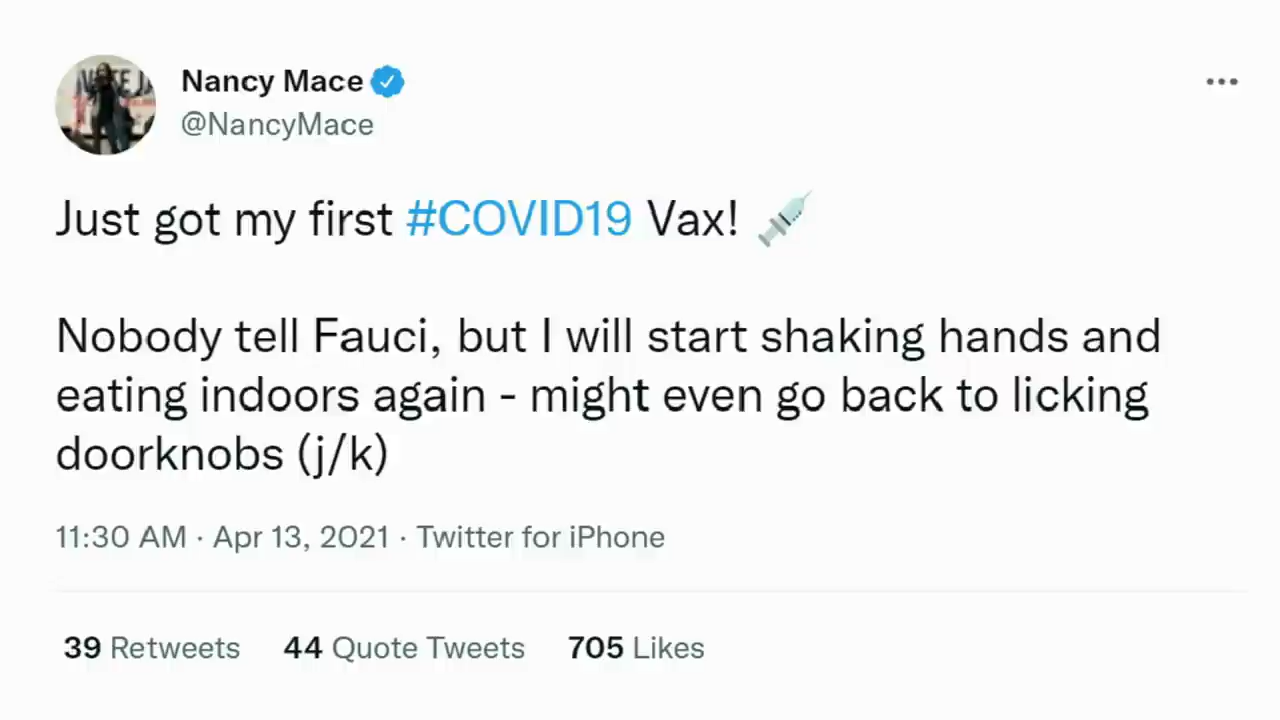 Nancy Mace
@NancyMace
Just got my first #COVID19 Vax! 💉
Nobody tell Fauci, but I will start shaking hands and
eating indoors again - might even go back to licking
doorknobs (j/k)
11:30 AM · Apr 13, 2021 · Twitter for iPhone
39 Retweets 44 Quote Tweets 705 Likes